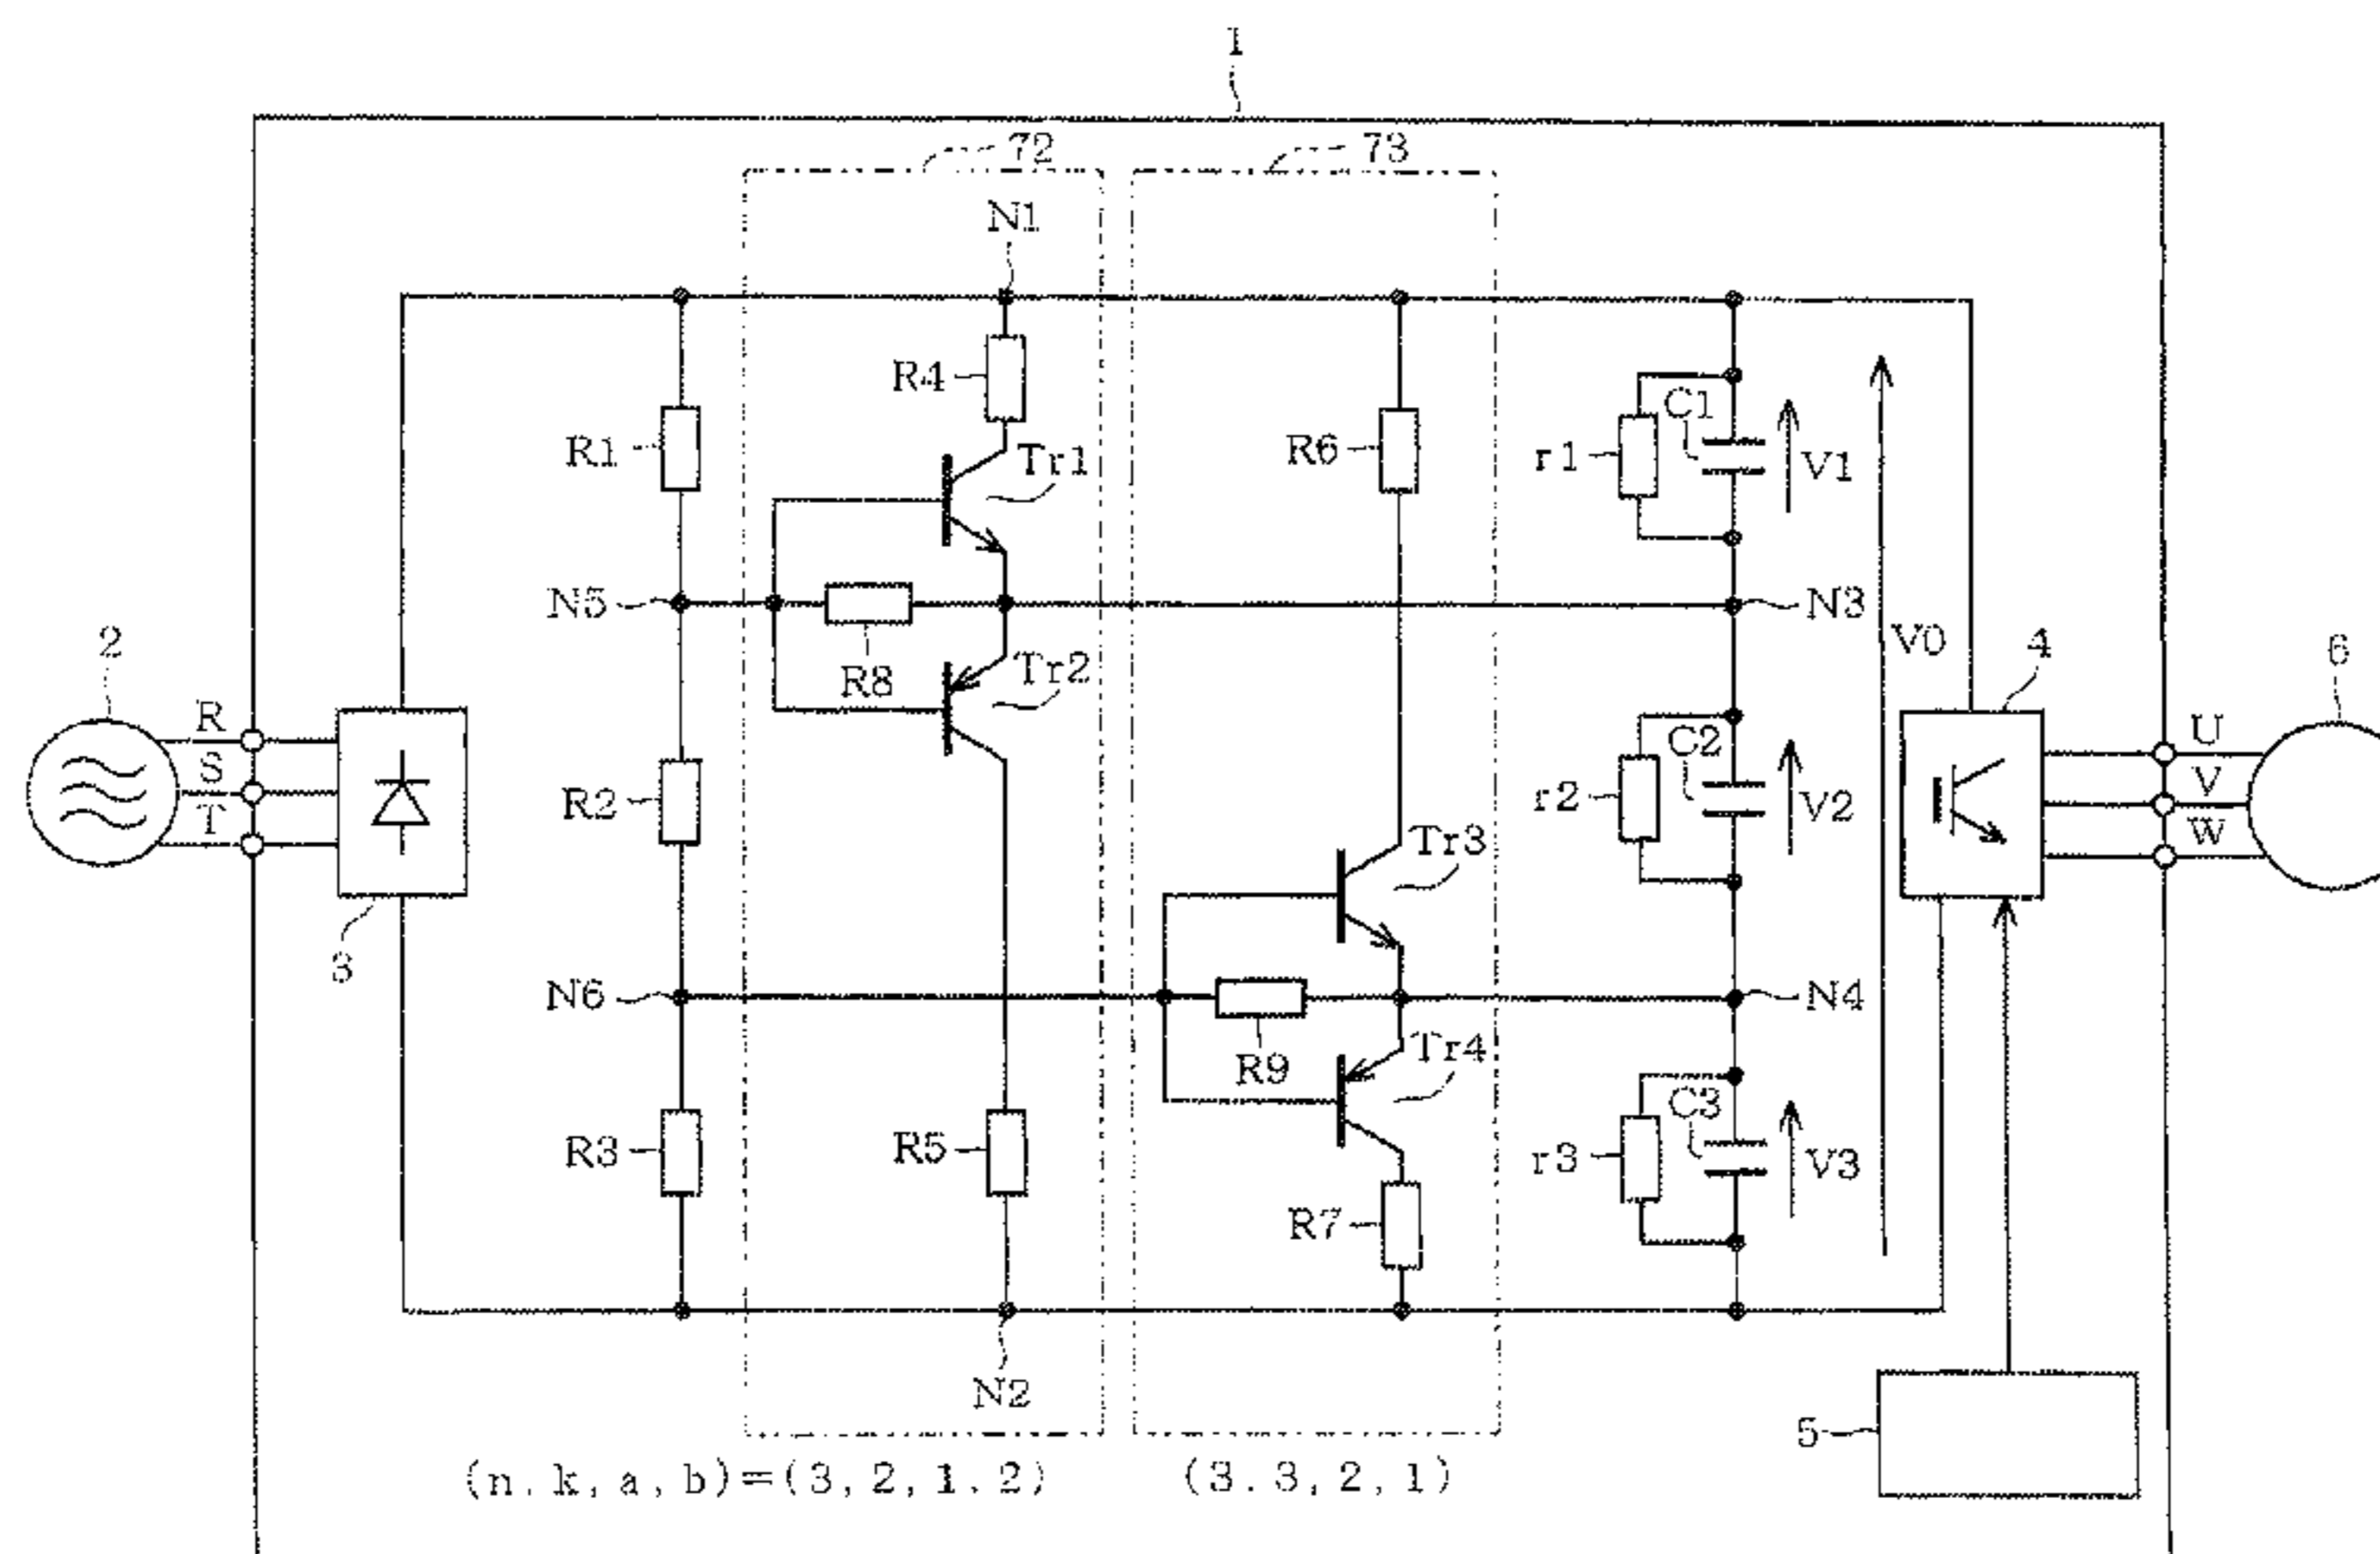 1
72
73
N1
R4
R1
Tr1
R6
r1
C1
V1
N5
R8
N3
Tr2
V0
4
2
6
R
S
T
R2
r2
C2
V2
U
V
W
Tr3
3
N6
R9
N4
Tr4
R3
R5
r3
C3
V3
R7
N2
5
(n.k,a,b)=(3,2,1.2)
(3.3,2,1)